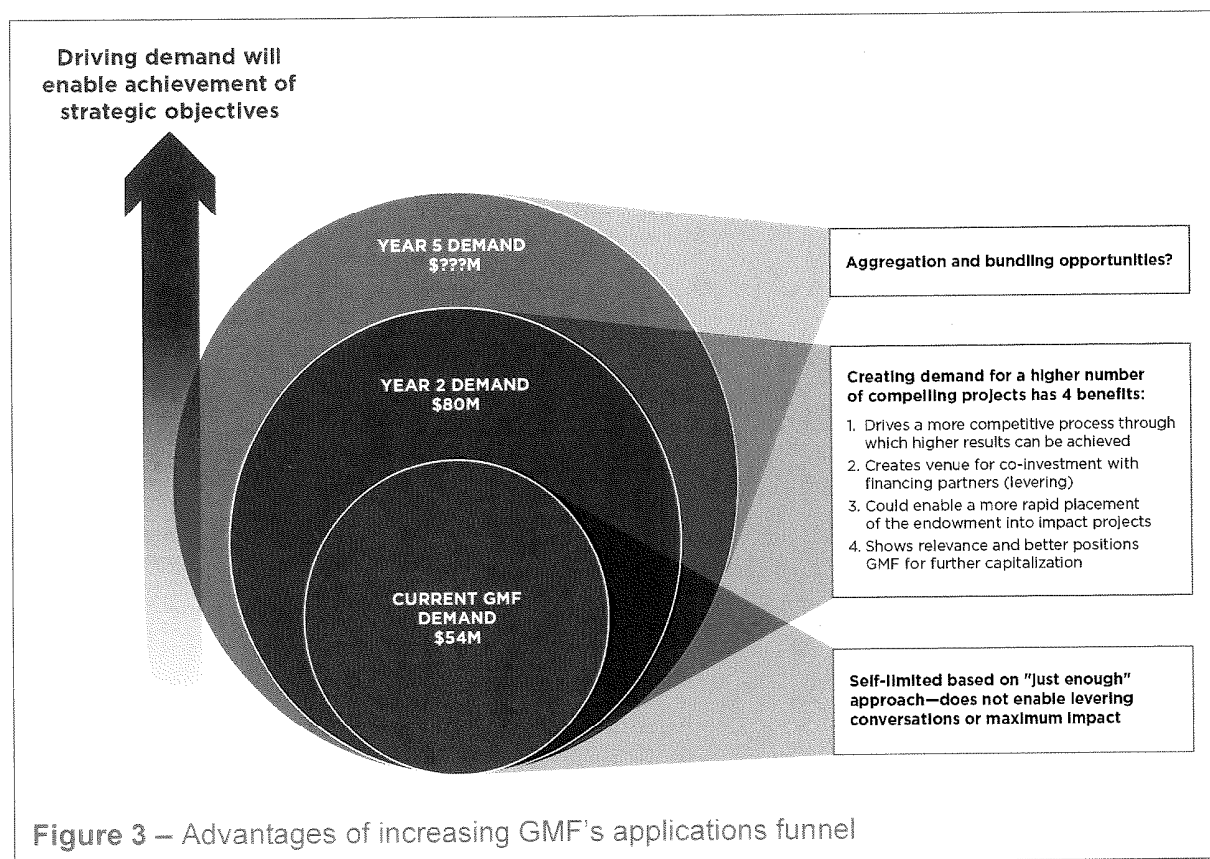 Driving demand will
enable achievement of
strategic objectives
YEAR 5 DEMAND
$???M
YEAR 2 DEMAND
$80M
CURRENT GMF
DEMAND
$54M
Aggregation and bundling opportunities?
Creating demand for a higher number
of compelling projects has 4 benefits:
1. Drives a more competitive process through
which higher results can be achieved
2. Creates venue for co-investment with
financing partners (levering)
3. Could enable a more rapid placement
of the endowment into impact projects
4. Shows relevance and better positions
GMF for further capitalization
Self-limited based on "just enough"
approach—does not enable levering
conversations or maximum impact
Figure 3 – Advantages of increasing GMF's applications funnel